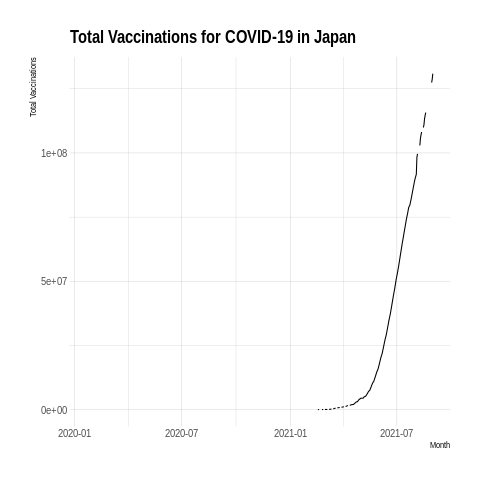 Total Vaccinations for COVID-19 in Japan
Total Vaccinations
1e+08
5e+07
0e+00
2020-01 2020-07 2021-01 2021-07
Month